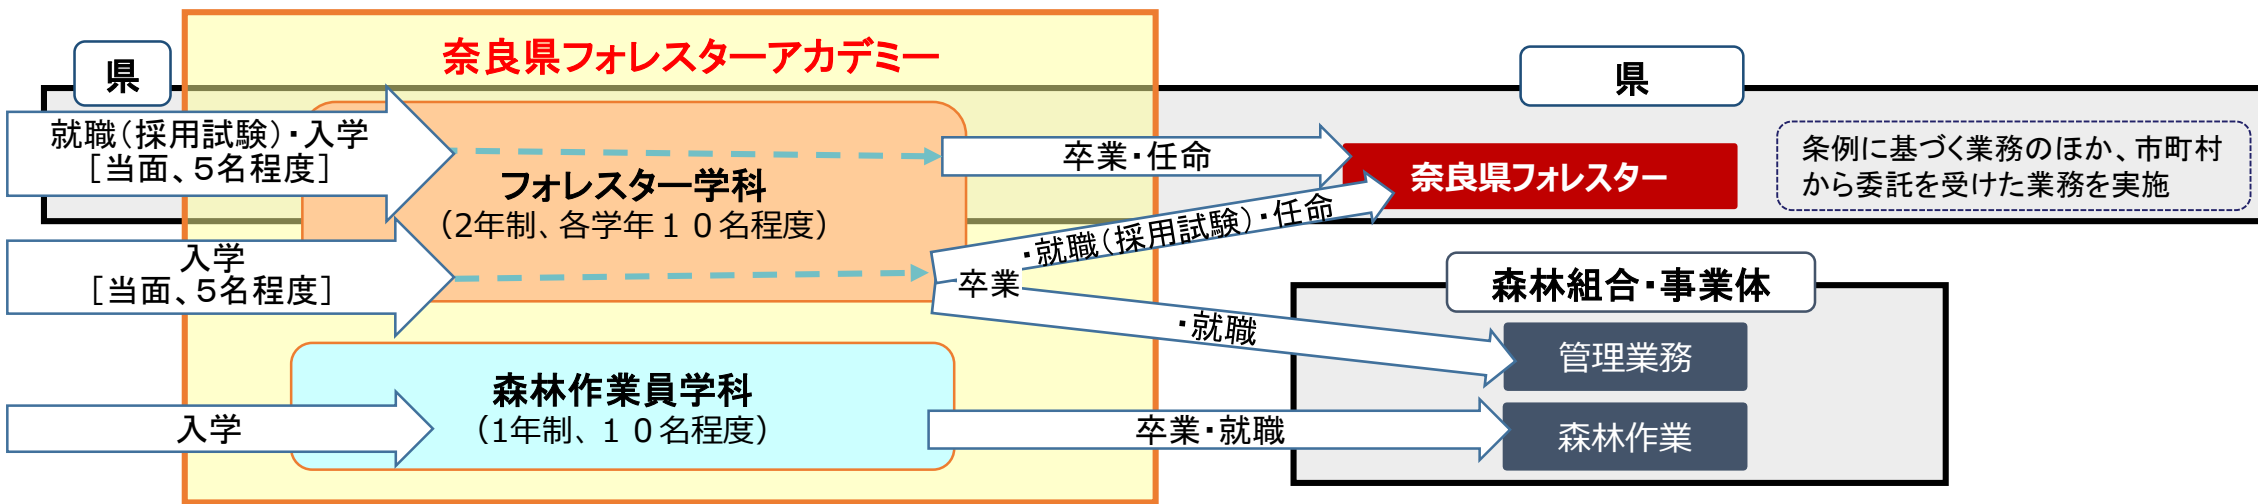 奈良県フォレスターアカデミー
県
県
就職(採用試験)・入学
[当面、5名程度]
フォレスター学科
(2年制、各学年10名程度)
卒業・任命
奈良県フォレスター
条例に基づく業務のほか、市町村
から委託を受けた業務を実施
入学
[当面、5名程度]
卒業
・就職(採用試験)・任命
・就職
森林組合・事業体
管理業務
森林作業員学科
(1年制、10名程度)
入学
卒業・就職
森林作業